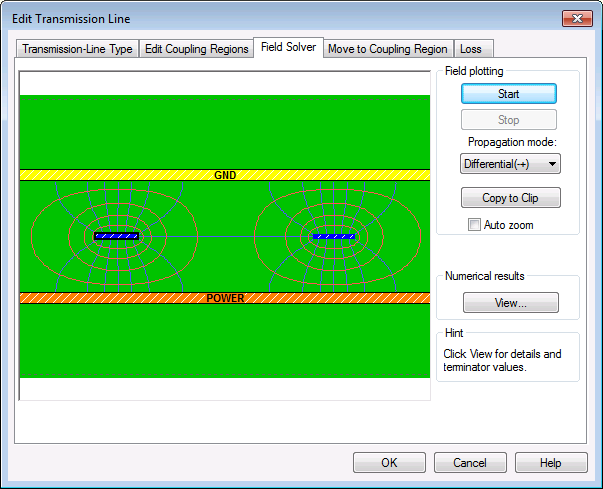 Edit Transmission Line
Transmission-Line Type
Edit Coupling Regions
Field Solver
Move to Coupling Region
Loss
GND
POWER
Field plotting
Start
Stop
Propagation mode:
Differential(-+)
Copy to Clip
Auto zoom
Numerical results
View...
Hint
Click View for details and
terminator values.
OK
Cancel
Help